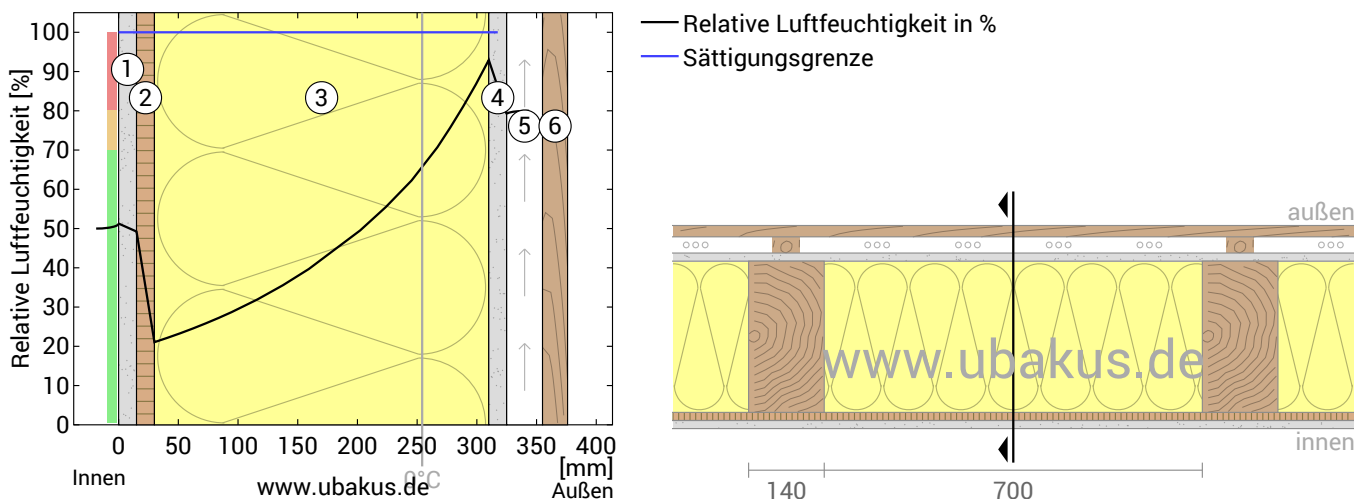 Relative Luftfeuchtigkeit [%]
100
90
80
70
60
50
40
30
20
10
0
1
2
3
4
5
6
0 50 100 150 200 250 300 350 400
[mm]
Innen
www.ubakus.de
0°C
Außen
Relative Luftfeuchtigkeit in %
Sättigungsgrenze
außen
www.ubakus.de
innen
140
700